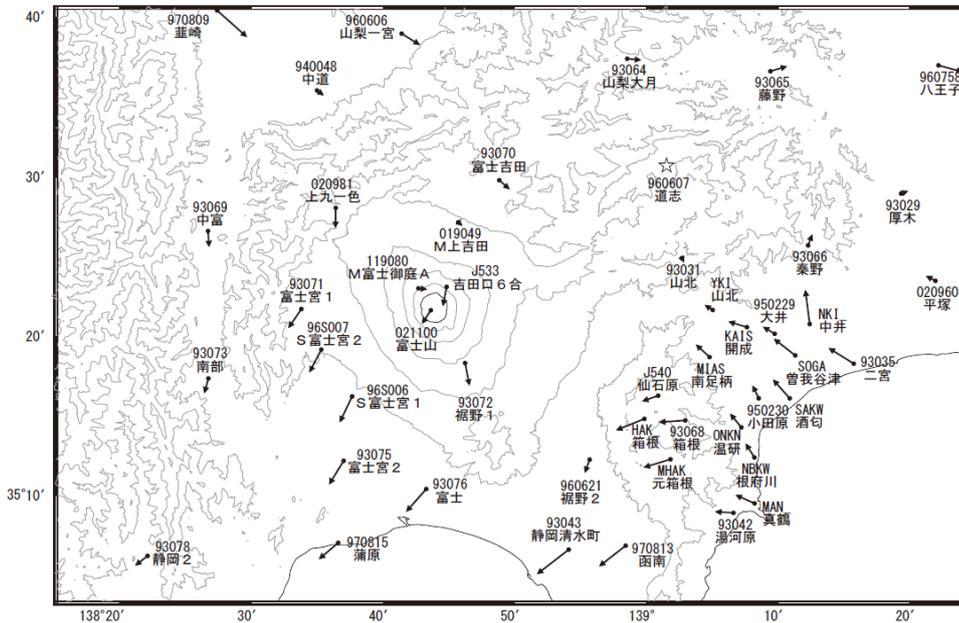 40′
970809
韮崎
960606
山梨一宮
940048
中道
93064
山梨大月
93065
藤野
960758
八王子
30′
93070
富士吉田
020981
上九一色
☆
960607
道志
93069
中富
93029
厚木
019049
M上吉田
119080
M富士御庭A
J533
吉田口6合
93071
富士宮1
93031
山北
93066
秦野
YKI
山北
950229
大井
020960
平塚
NKI
中井
20′
96S007
S富士宮2
021100
富士山
KAIS
開成
93073
南部
SOGA
曽我谷津
93035
二宮
MIAS
南足柄
J540
仙石原
96S006
S富士宮1
93072
裾野1
950230
小田原
SAKW
酒匂
HAK
箱根
93068
箱根
ONKN
温研
93075
富士宮2
NBKW
根府川
MHAK
元箱根
93076
富士
960621
裾野2
35°10′
MAN
真鶴
93043
静岡清水町
93042
湯河原
93078
静岡2
970815
蒲原
970813
函南
138°20′
30′
40′
50′
139°
10′
20′